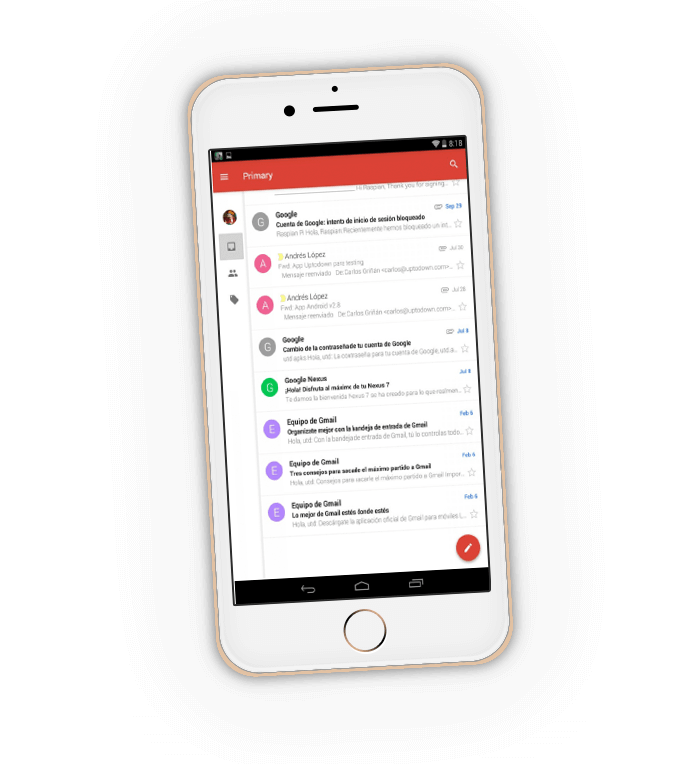 8:18
Primary
Hi Raspian, Thank you for signing...
Google
Sep 23
G
Cuenta de Google: intento de inicio de sesión bloqueado
Raspian Pi Hola, Raspian: Recientemente hemos bloqueado un int...
Andrés López
Jul 30
A
Fwd: App Uptodown para testing
Mensaje reenviado De: Carlos Griñán <carlos@uptodown.com>...
Andrés López
A
Fwd: App Android v2.8
Mensaje reenviado De: Carlos Griñán <carlos@uptodown.com>...
Google
Jul 8
G
Cambio de la contraseñade tu cuenta de Google
utd apks Hola, utd: La contraseña para tu cuenta de Google, utd.a...
Google Nexus
Jul 8
G
¡Hola! Disfruta al máximo de tu Nexus 7
Te damos la bienvenida Nexus 7 se ha creado para lo que realmen...
Equipo de Gmail
Feb 6
E
Organízate mejor con la bandeja de entrada de Gmail
Hola, utd: Con la bandeja de entrada de Gmail, tu lo controlas todo...
Equipo de Gmail
Feb 6
E
Tres consejos para sacarle el máximo partido a Gmail
Hola, utd: Consejos para sacarle el máximo partido a Gmail Impor...
Equipo de Gmail
Feb 6
E
Lo mejor de Gmail estés donde estés
Hola, utd: Descárgate la aplicación oficial de Gmail para móviles L...